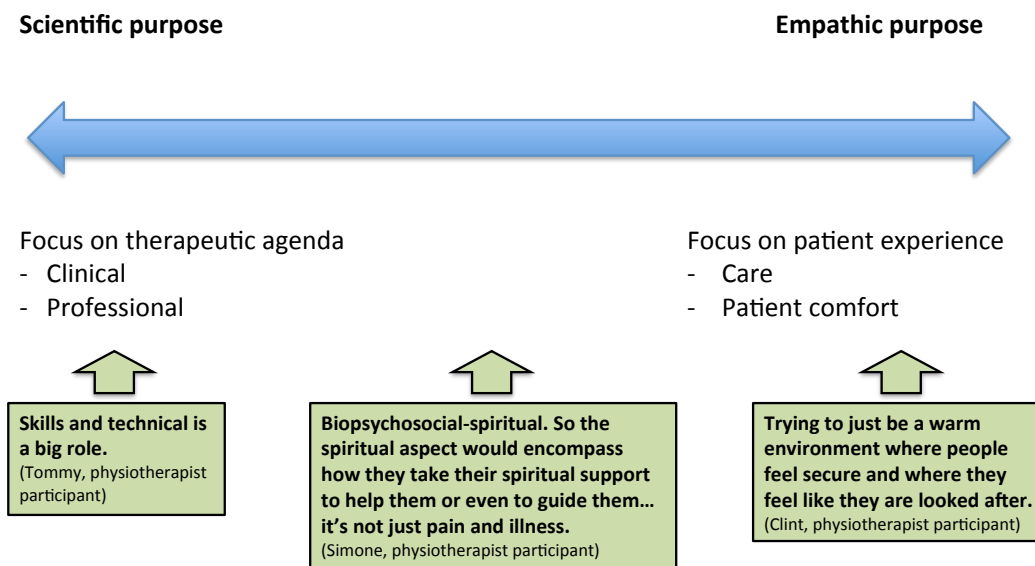 Scientific purpose
Empathic purpose
Focus on therapeutic agenda
- Clinical
- Professional
Focus on patient experience
- Care
- Patient comfort
Skills and technical is
a big role.
(Tommy, physiotherapist
participant)
Biopsychosocial-spiritual. So the
spiritual aspect would encompass
how they take their spiritual support
to help them or even to guide them…
it’s not just pain and illness.
(Simone, physiotherapist participant)
Trying to just be a warm
environment where people
feel secure and where they
feel like they are looked after.
(Clint, physiotherapist participant)